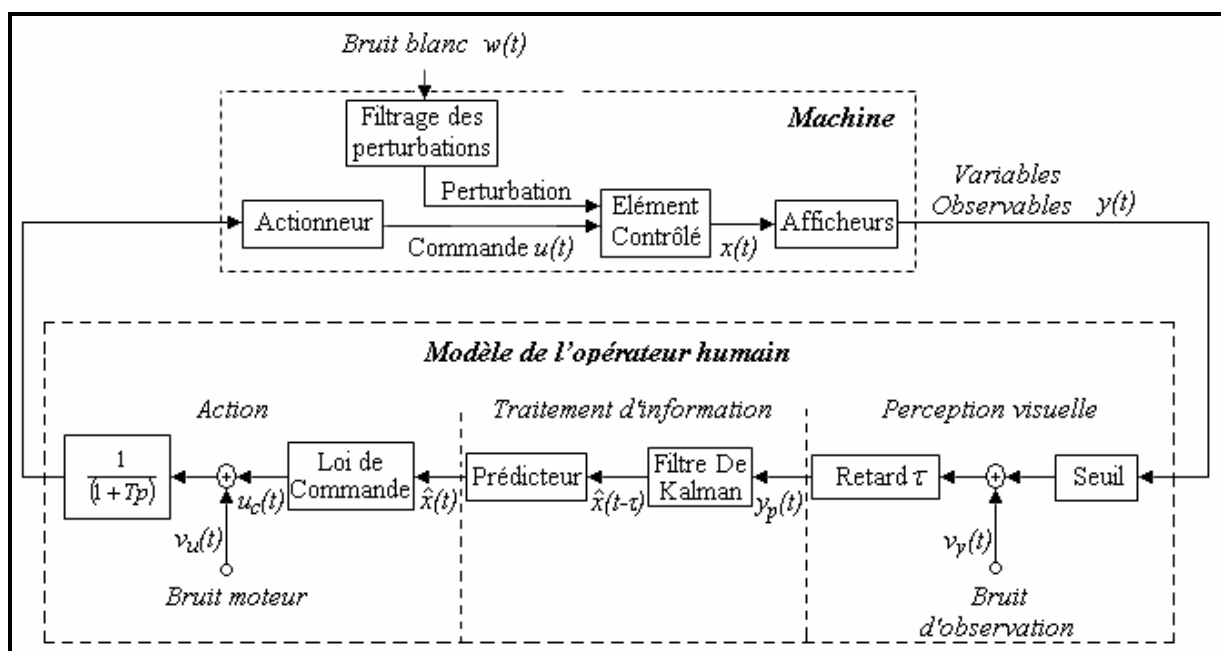 Bruit blanc w(t)
Filtrage des
perturbations
Machine
Perturbation
Variables
Observables y(t)
Actionneur
Elément
Contrôlé
Afficheurs
Commande u(t)
x(t)
Modèle de l'opérateur humain
Action
Traitement d'information
Perception visuelle
1
(1+Tp)
Loi de
Commande
Prédicteur
Filtre De
Kalman
Retard τ
Seuil
u_c(t)
x̂(t)
x̂(t-τ)
y_p(t)
v_u(t)
v_y(t)
Bruit moteur
Bruit
d'observation